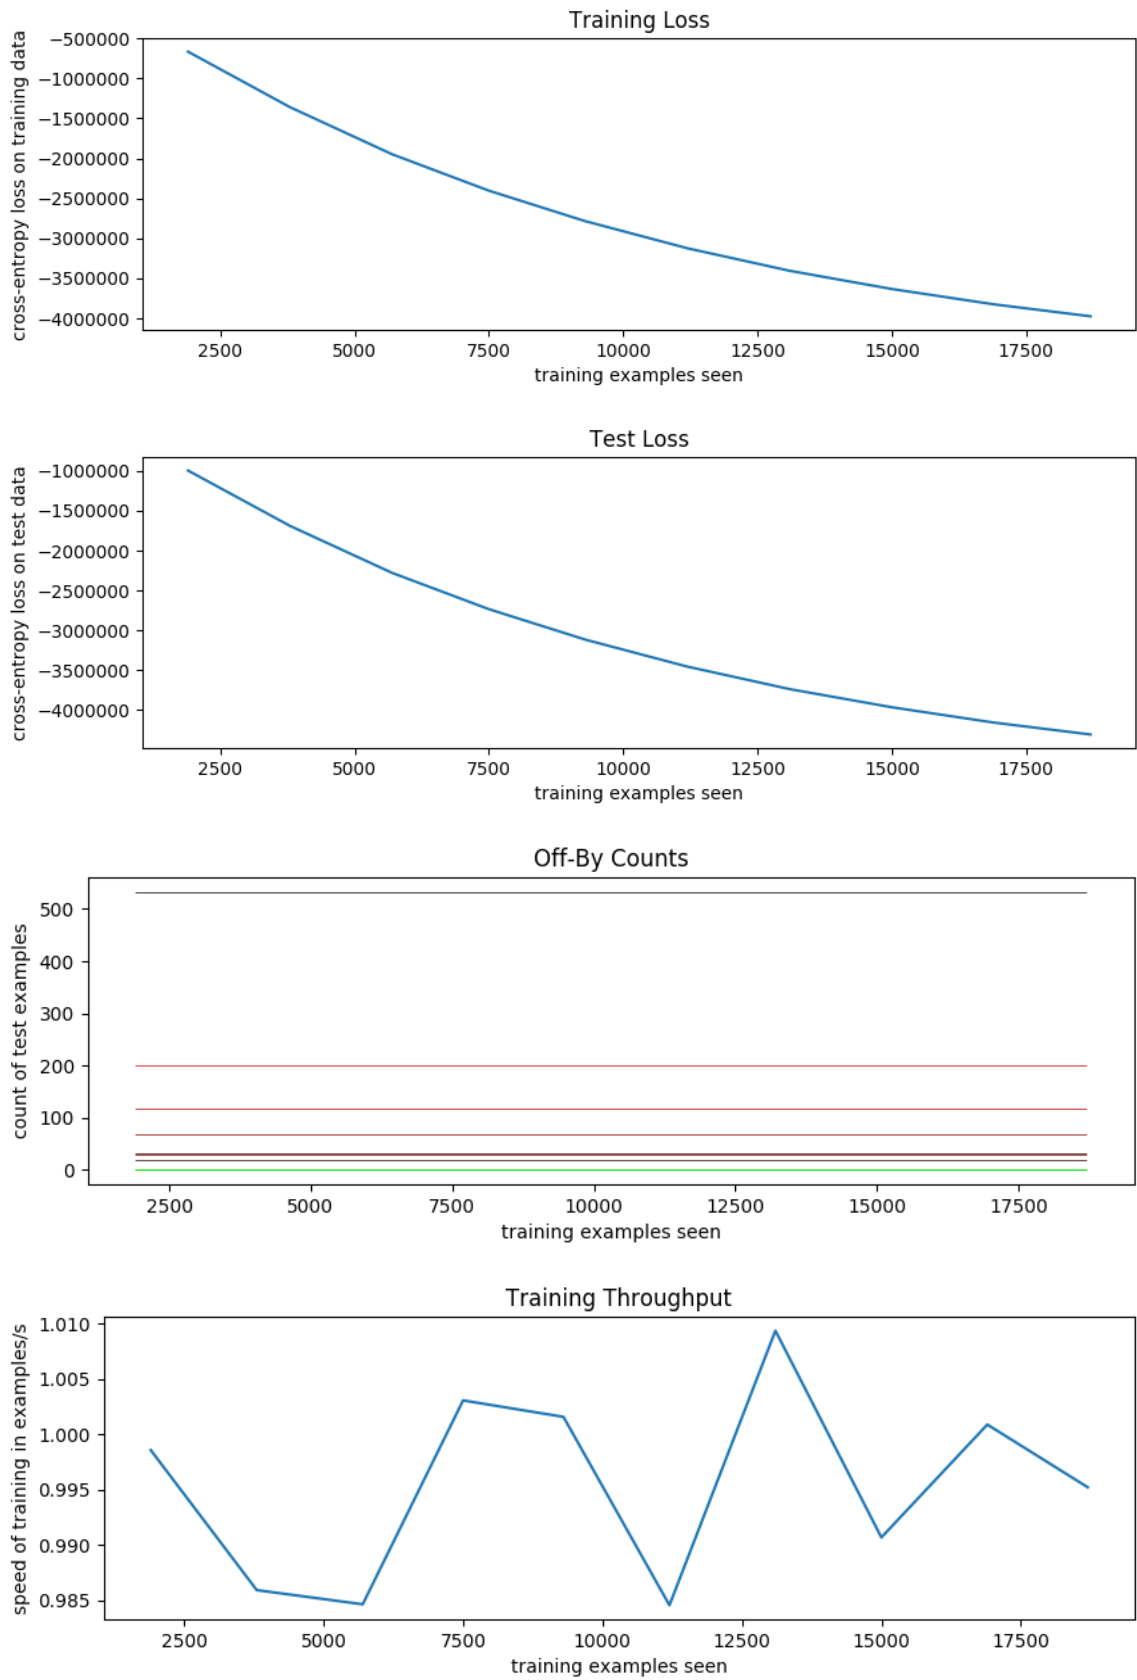 Training Loss
cross-entropy loss on training data
−500000
−1000000
−1500000
−2000000
−2500000
−3000000
−3500000
−4000000
2500 5000 7500 10000 12500 15000 17500
training examples seen
Test Loss
cross-entropy loss on test data
−1000000
−1500000
−2000000
−2500000
−3000000
−3500000
−4000000
2500 5000 7500 10000 12500 15000 17500
training examples seen
Off-By Counts
count of test examples
500
400
300
200
100
0
2500 5000 7500 10000 12500 15000 17500
training examples seen
Training Throughput
speed of training in examples/s
1.010
1.005
1.000
0.995
0.990
0.985
2500 5000 7500 10000 12500 15000 17500
training examples seen